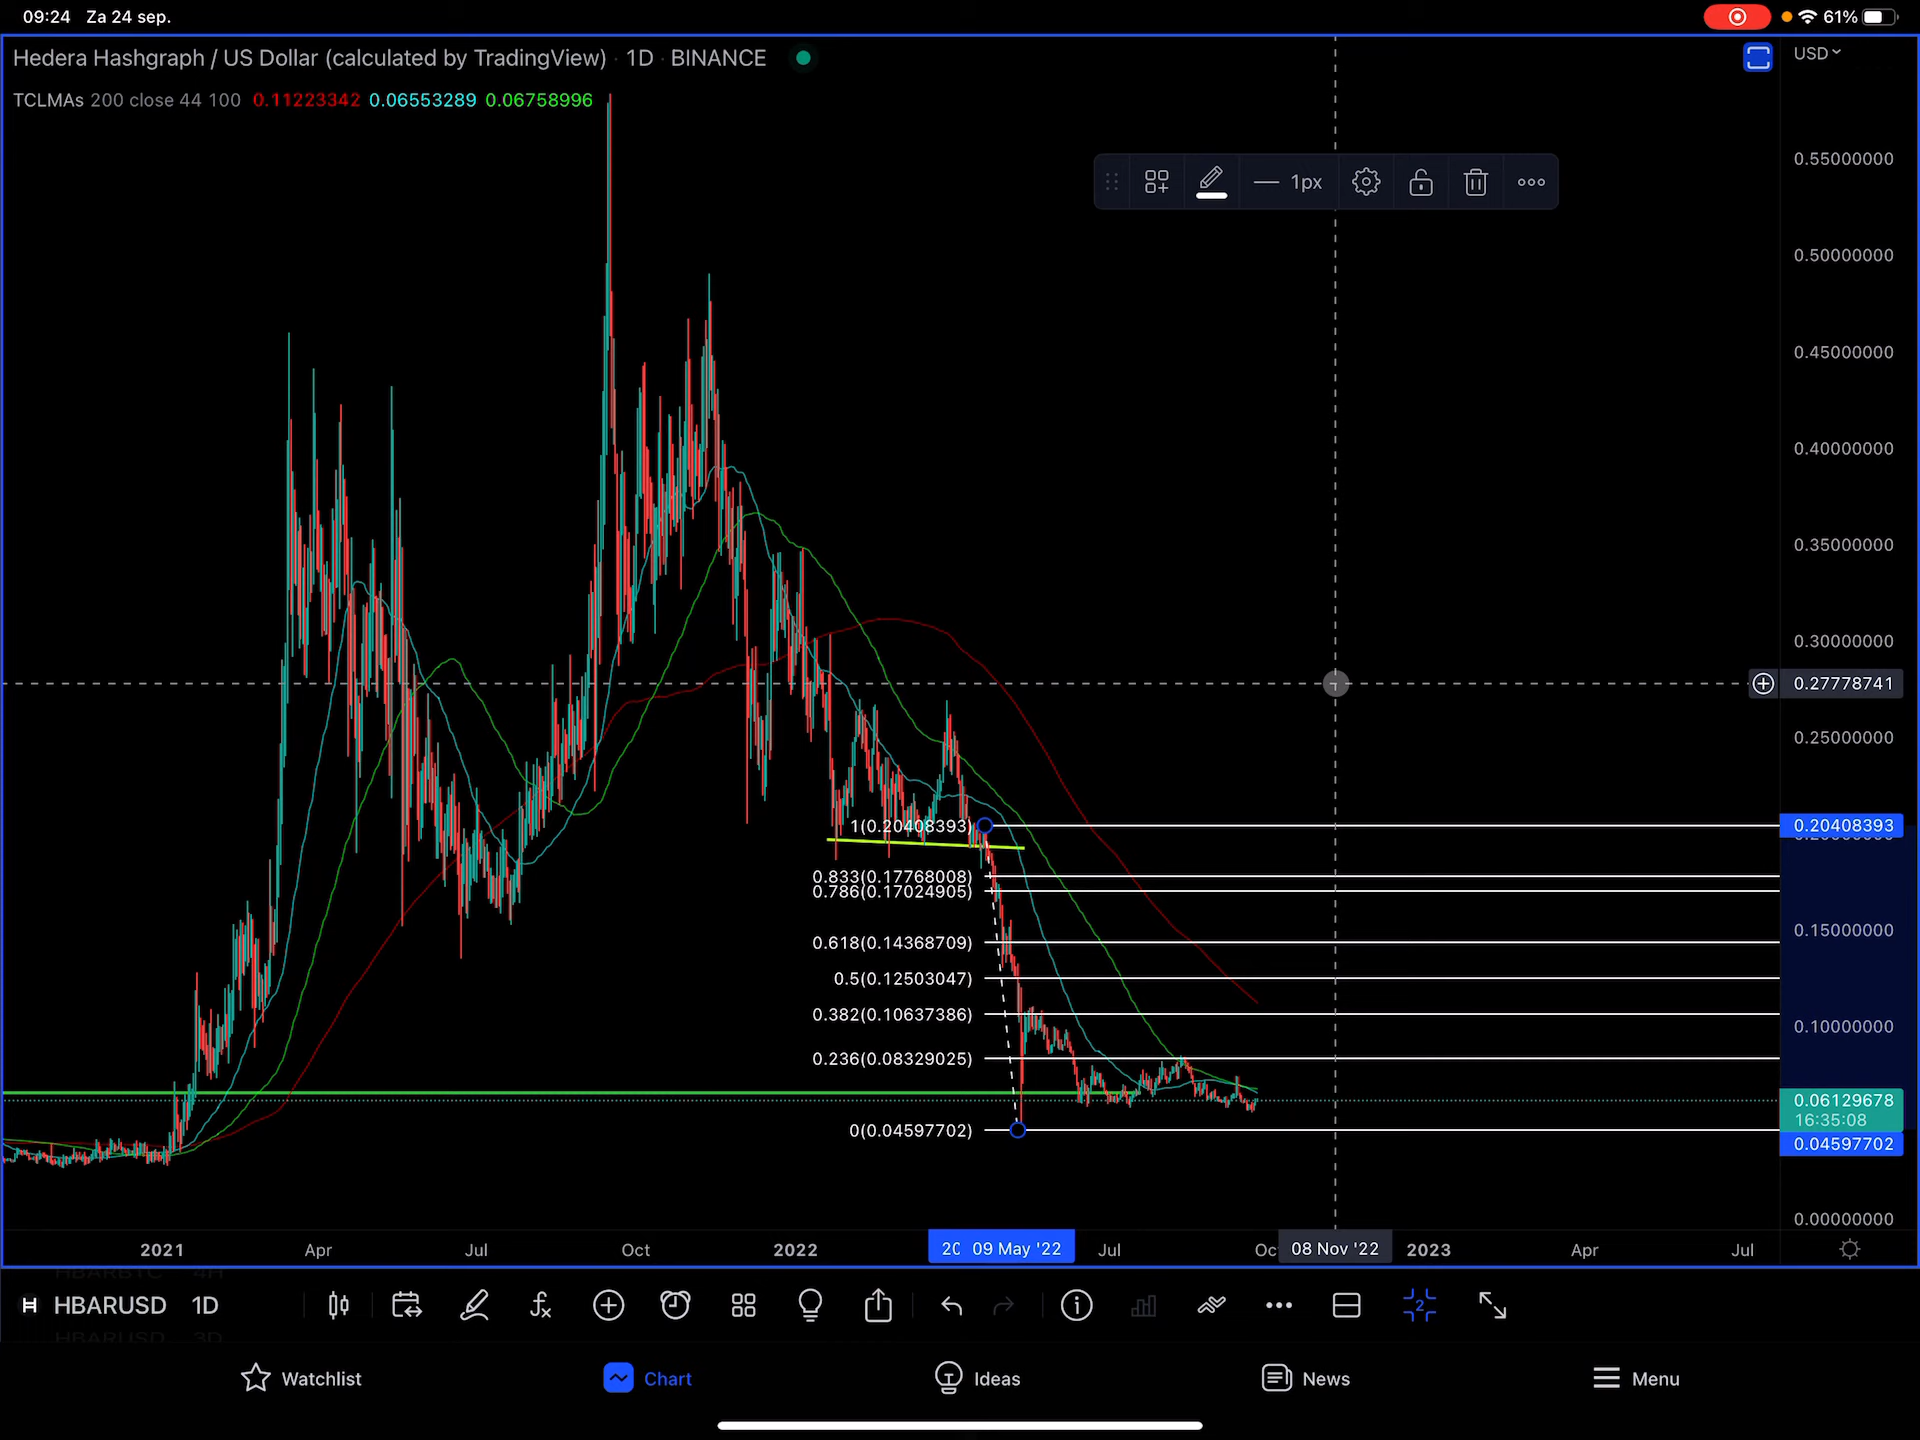 09:24 Za 24 sep.
61%
Hedera Hashgraph / US Dollar (calculated by TradingView) · 1D · BINANCE
USD
TCLMAs 200 close 44 100 0.11223342 0.06553289 0.06758996
1px
0.55000000
0.50000000
0.45000000
0.40000000
0.35000000
0.30000000
0.27778741
0.25000000
1(0.20408393)
0.20408393
0.833(0.17768008)
0.786(0.17024905)
0.618(0.14368709)
0.15000000
0.5(0.12503047)
0.382(0.10637386)
0.10000000
0.236(0.08329025)
0.06129678
16:35:08
0(0.04597702)
0.04597702
0.00000000
2021 Apr Jul Oct 2022 09 May '22 Jul 08 Nov '22 2023 Apr Jul
HBARBTC 4H
H HBARUSD 1D
2
HBARUSD 3D
Watchlist Chart Ideas News Menu